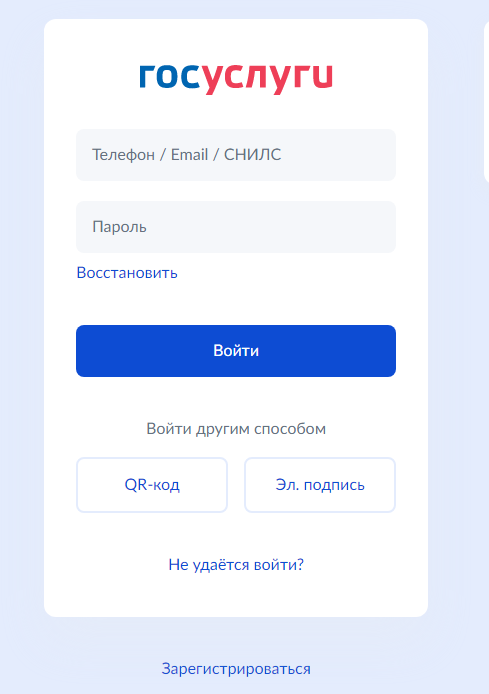 госуслуги
Телефон / Email / СНИЛС
Пароль
Восстановить
Войти
Войти другим способом
QR-код
Эл. подпись
Не удаётся войти?
Зарегистрироваться